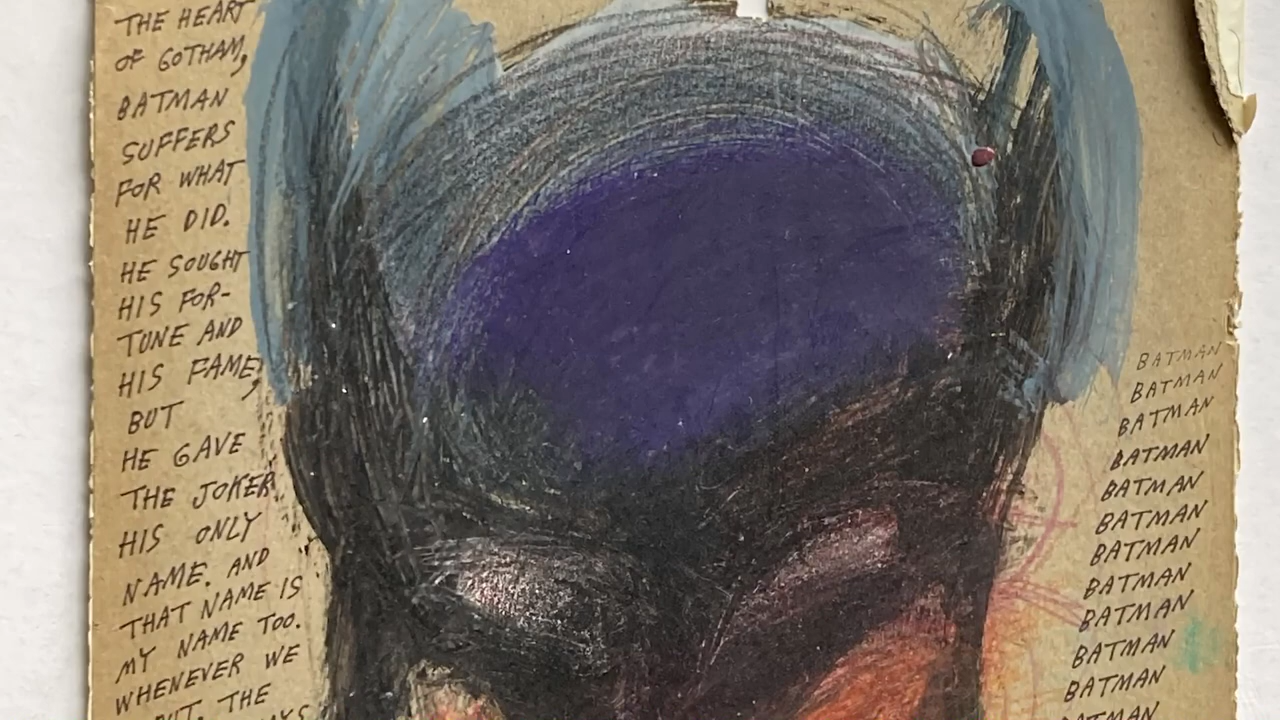 THE HEART
OF GOTHAM,
BATMAN
SUFFERS
FOR WHAT
HE DID.
HE SOUGHT
HIS FOR-
TUNE AND
HIS FAME,
BUT
HE GAVE
THE JOKER
HIS ONLY
NAME. AND
THAT NAME IS
MY NAME TOO.
WHENEVER WE
THE
BATMAN
BATMAN
BATMAN
BATMAN
BATMAN
BATMAN
BATMAN
BATMAN
BATMAN
BATMAN
BATMAN
BATMAN